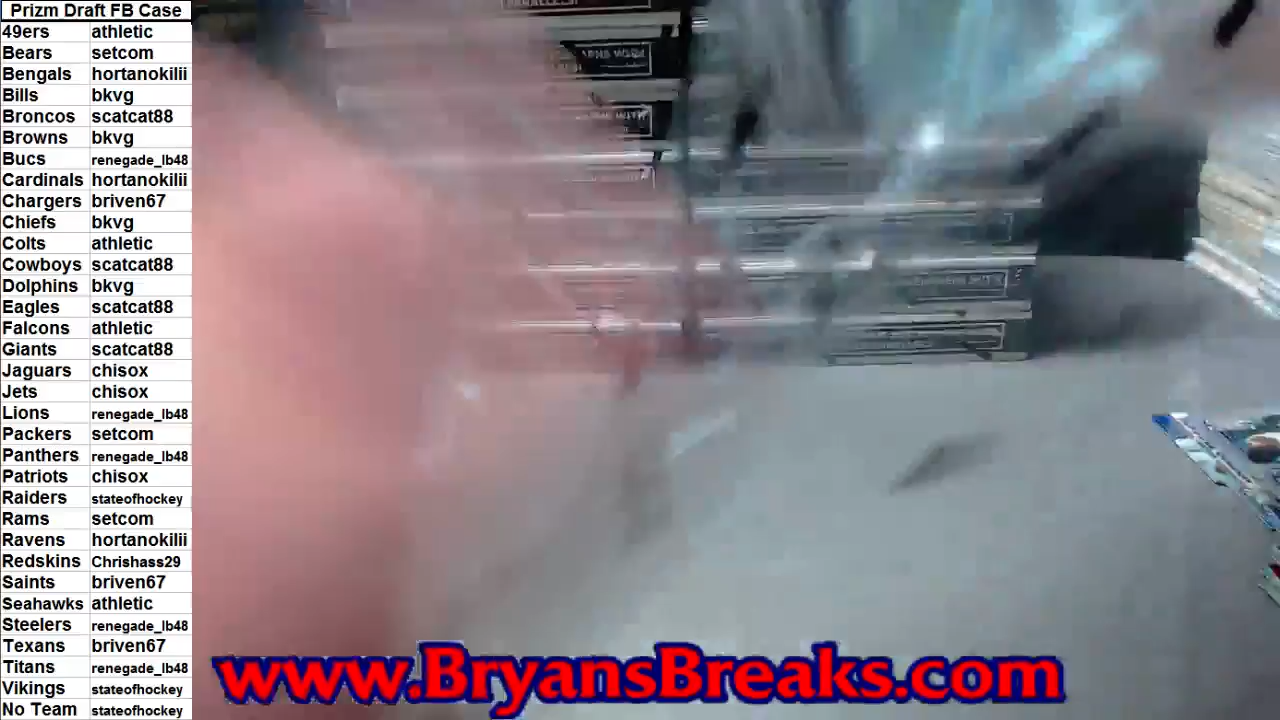 Prizm Draft FB Case
49ers athletic
Bears setcom
Bengals hortanokilii
Bills bkvg
Broncos scatcat88
Browns bkvg
Bucs renegade_lb48
Cardinals hortanokilii
Chargers briven67
Chiefs bkvg
Colts athletic
Cowboys scatcat88
Dolphins bkvg
Eagles scatcat88
Falcons athletic
Giants scatcat88
Jaguars chisox
Jets chisox
Lions renegade_lb48
Packers setcom
Panthers renegade_lb48
Patriots chisox
Raiders stateofhockey
Rams setcom
Ravens hortanokilii
Redskins Chrishass29
Saints briven67
Seahawks athletic
Steelers renegade_lb48
Texans briven67
Titans renegade_lb48
Vikings stateofhockey
No Team stateofhockey
www.BryansBreaks.com